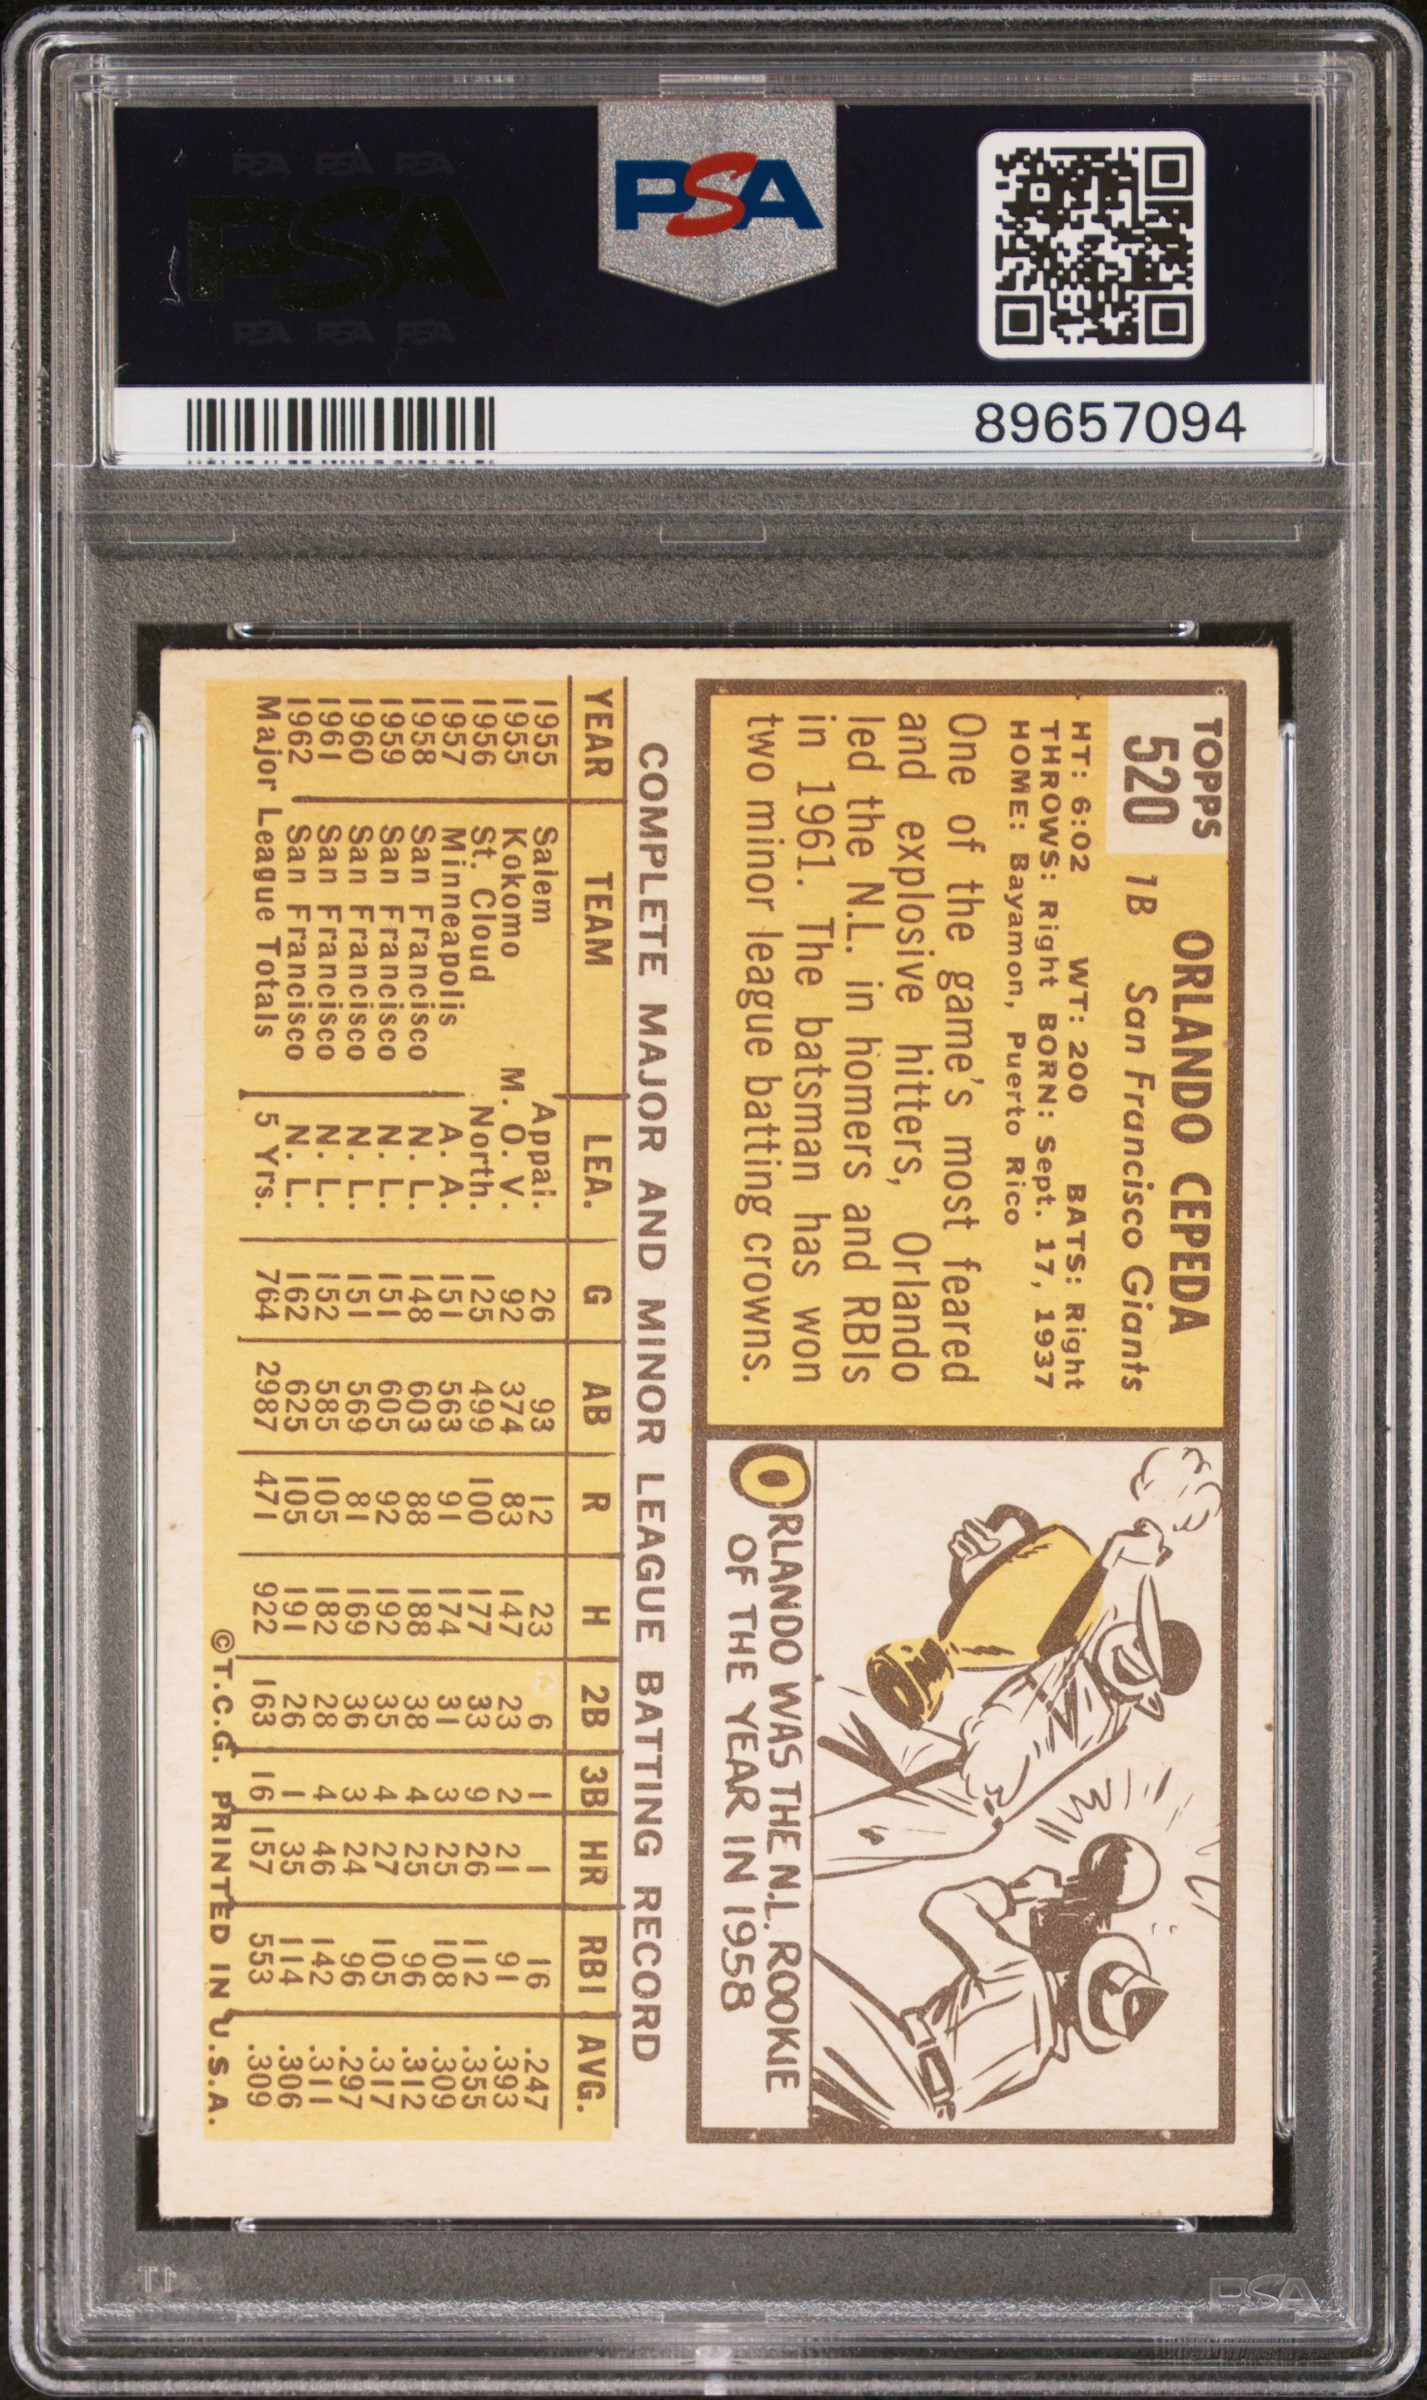 PSA PSA PSA
PSA
PSA PSA PSA
PSA
89657094
TOPPS
520
ORLANDO CEPEDA
1B San Francisco Giants
HT: 6:02 WT: 200 BATS: Right
THROWS: Right BORN: Sept. 17, 1937
HOME: Bayamon, Puerto Rico
One of the game's most feared
and explosive hitters, Orlando
led the N.L. in homers and RBIs
in 1961. The batsman has won
two minor league batting crowns.
ORLANDO WAS THE N.L. ROOKIE
OF THE YEAR IN 1958
COMPLETE MAJOR AND MINOR LEAGUE BATTING RECORD
YEAR TEAM LEA. G AB R H 2B 3B HR RBI AVG.
1955 Salem Appal. 26 93 12 23 6 1 1 16 .247
1955 Kokomo M. O. V. 92 374 83 147 23 2 21 91 .393
1956 St. Cloud North. 125 499 100 177 33 9 26 112 .355
1957 Minneapolis A. A. 151 563 91 174 31 3 25 108 .309
1958 San Francisco N. L. 148 603 88 188 38 4 25 96 .312
1959 San Francisco N. L. 151 605 92 192 35 4 27 105 .317
1960 San Francisco N. L. 151 569 81 169 36 3 24 96 .297
1961 San Francisco N. L. 152 585 105 182 28 4 46 142 .311
1962 San Francisco N. L. 162 625 105 191 26 1 35 114 .306
Major League Totals 5 Yrs. 764 2987 471 922 163 16 157 553 .309
©T.C.G. PRINTED IN U.S.A.
PSA